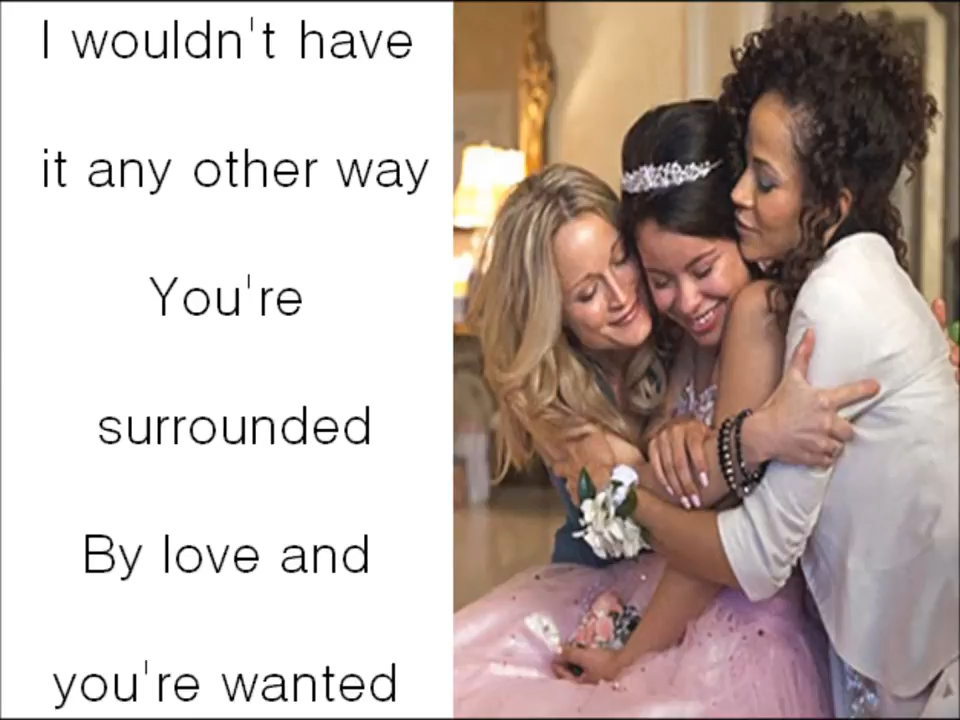 I wouldn't have
it any other way
You're
surrounded
By love and
you're wanted